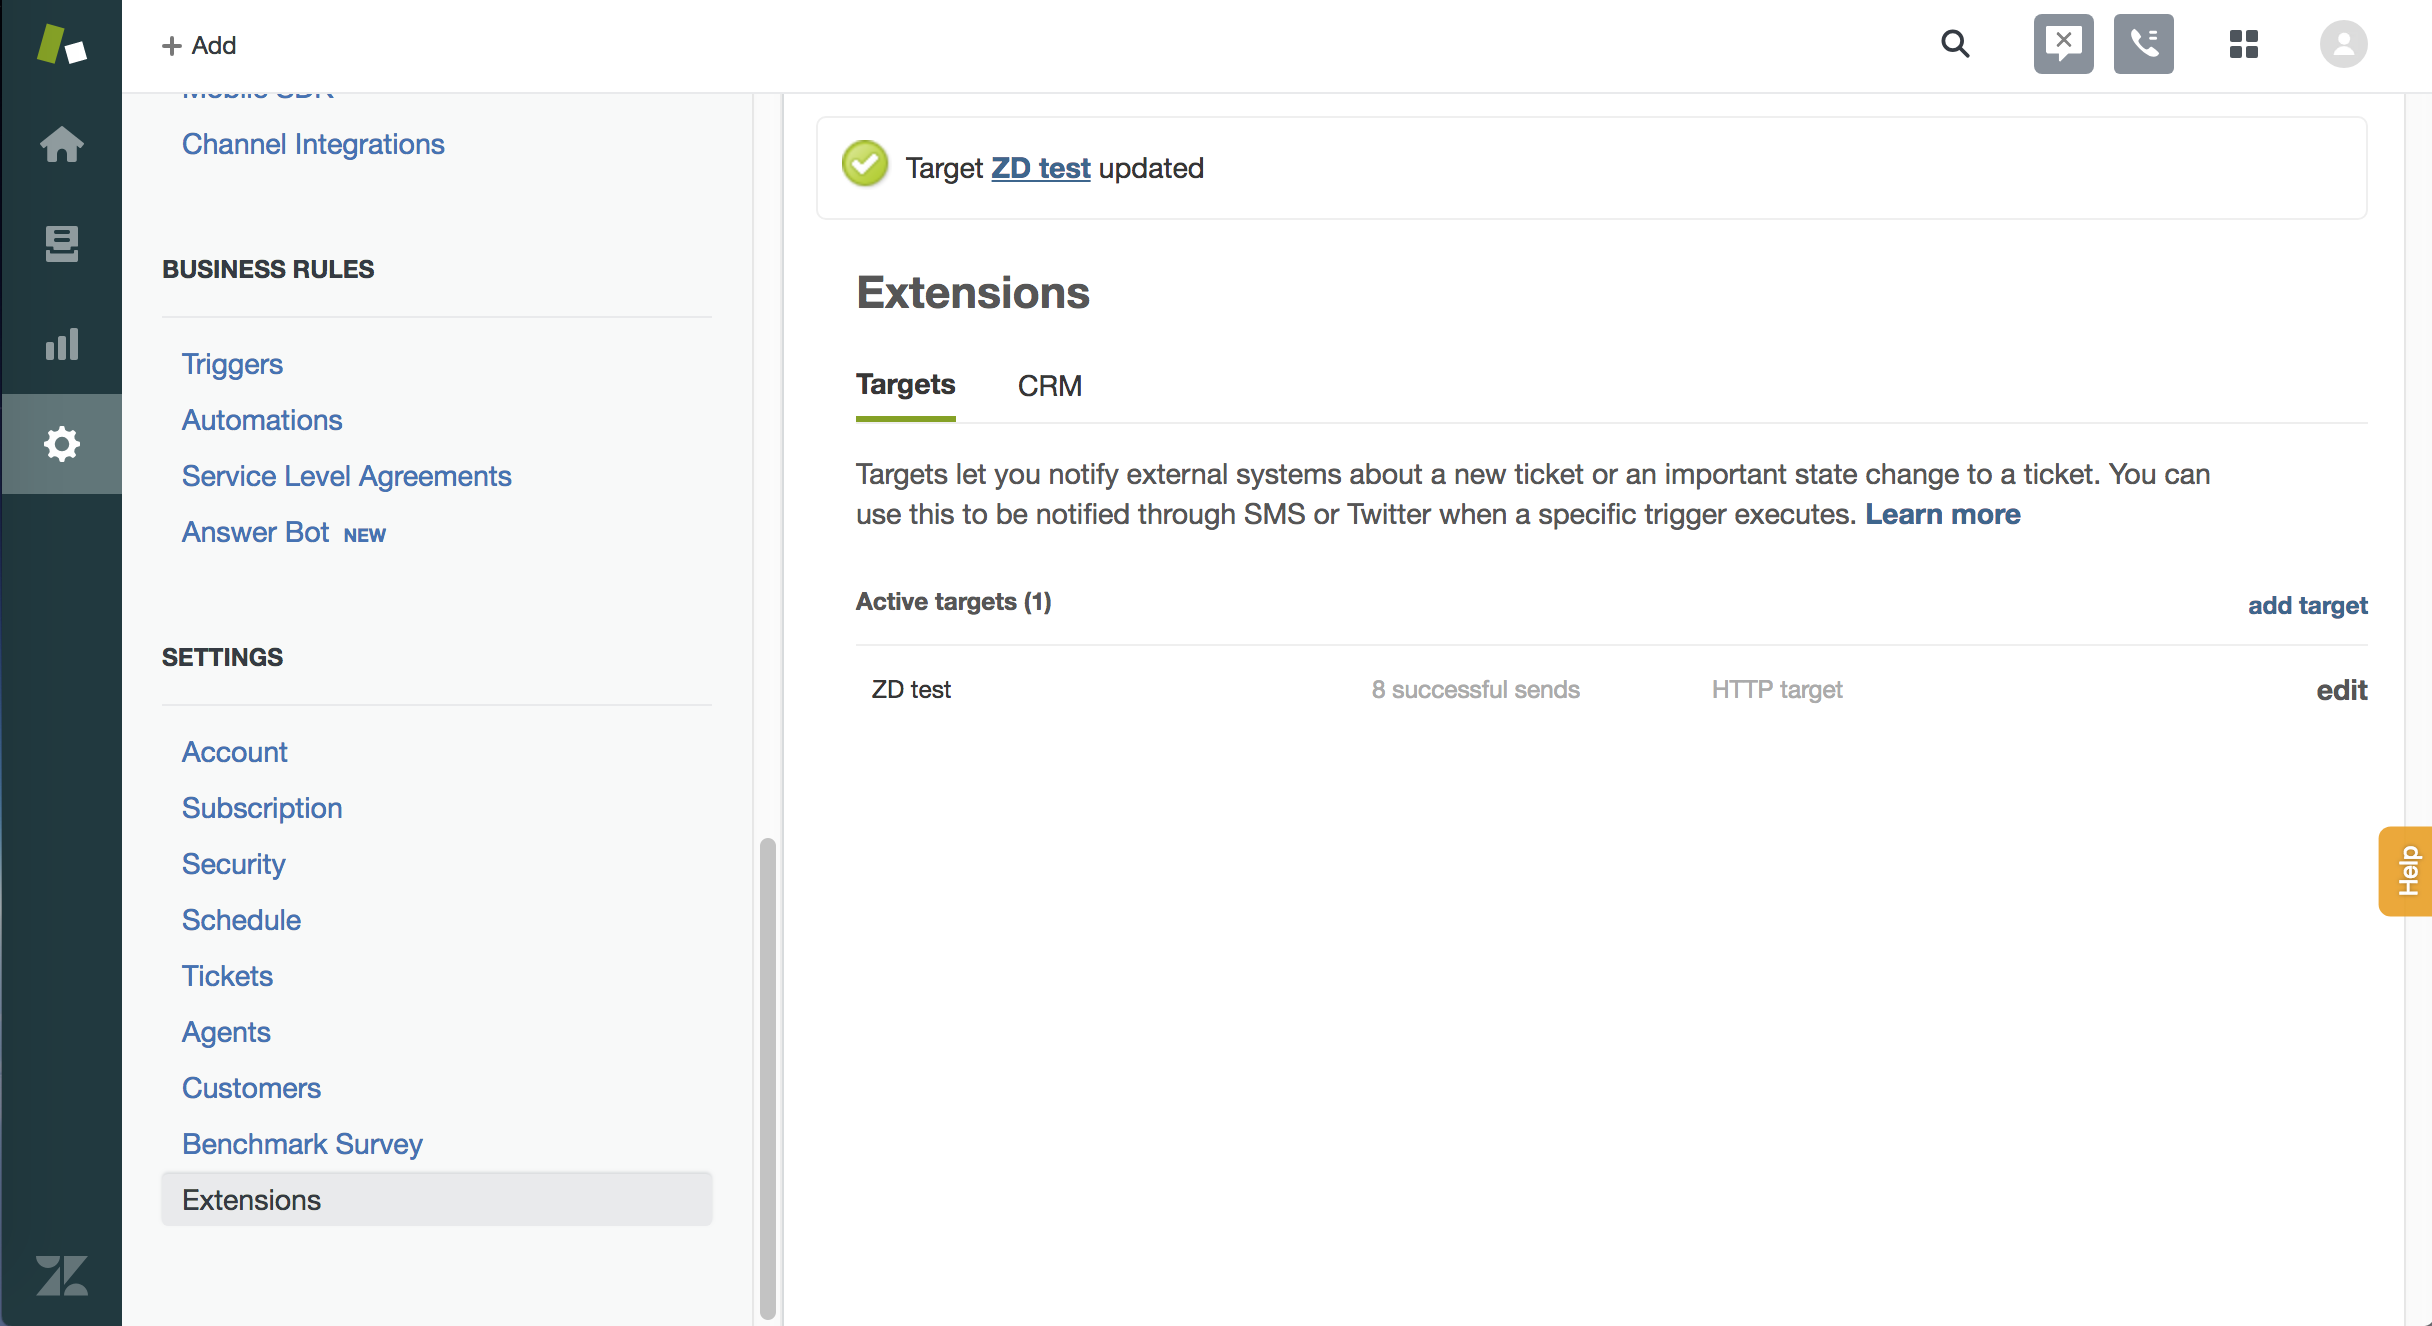 Add
Mobile SDK
Channel Integrations
BUSINESS RULES
Triggers
Automations
Service Level Agreements
Answer Bot NEW
SETTINGS
Account
Subscription
Security
Schedule
Tickets
Agents
Customers
Benchmark Survey
Extensions
Target ZD test updated
Extensions
Targets CRM
Targets let you notify external systems about a new ticket or an important state change to a ticket. You can
use this to be notified through SMS or Twitter when a specific trigger executes. Learn more
Active targets (1) add target
ZD test 8 successful sends HTTP target edit
Help